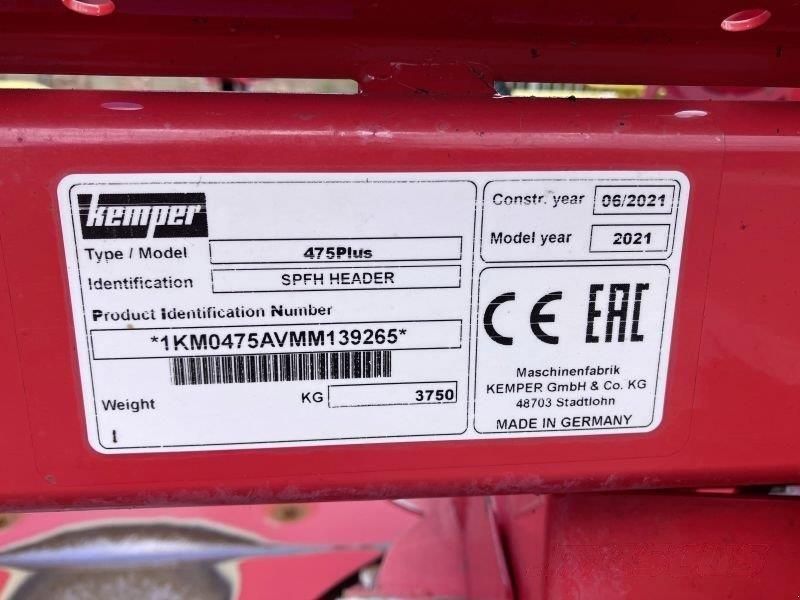 kemper
Type / Model 475Plus
Identification SPFH HEADER
Product Identification Number
*1KM0475AVMM139265*
Weight KG 3750
Constr. year 06/2021
Model year 2021
CE EAC
Maschinenfabrik
KEMPER GmbH & Co. KG
48703 Stadtlohn
MADE IN GERMANY